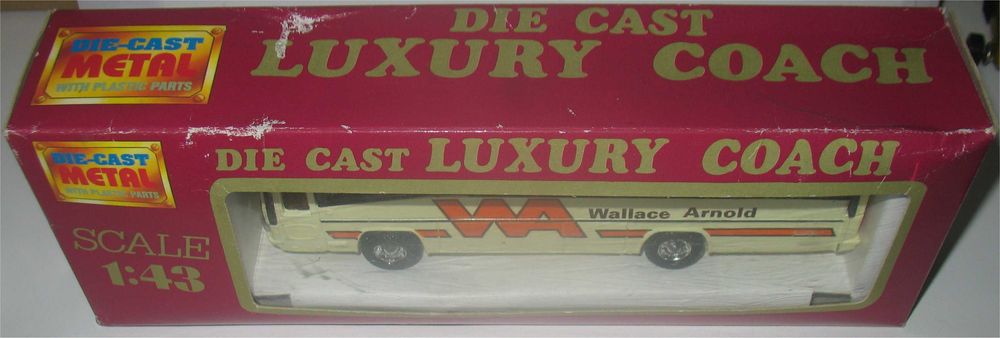 DIE-CAST
METAL
WITH PLASTIC PARTS
DIE CAST
LUXURY COACH
DIE-CAST
METAL
WITH PLASTIC PARTS
DIE CAST LUXURY COACH
SCALE
1:43
WA Wallace Arnold